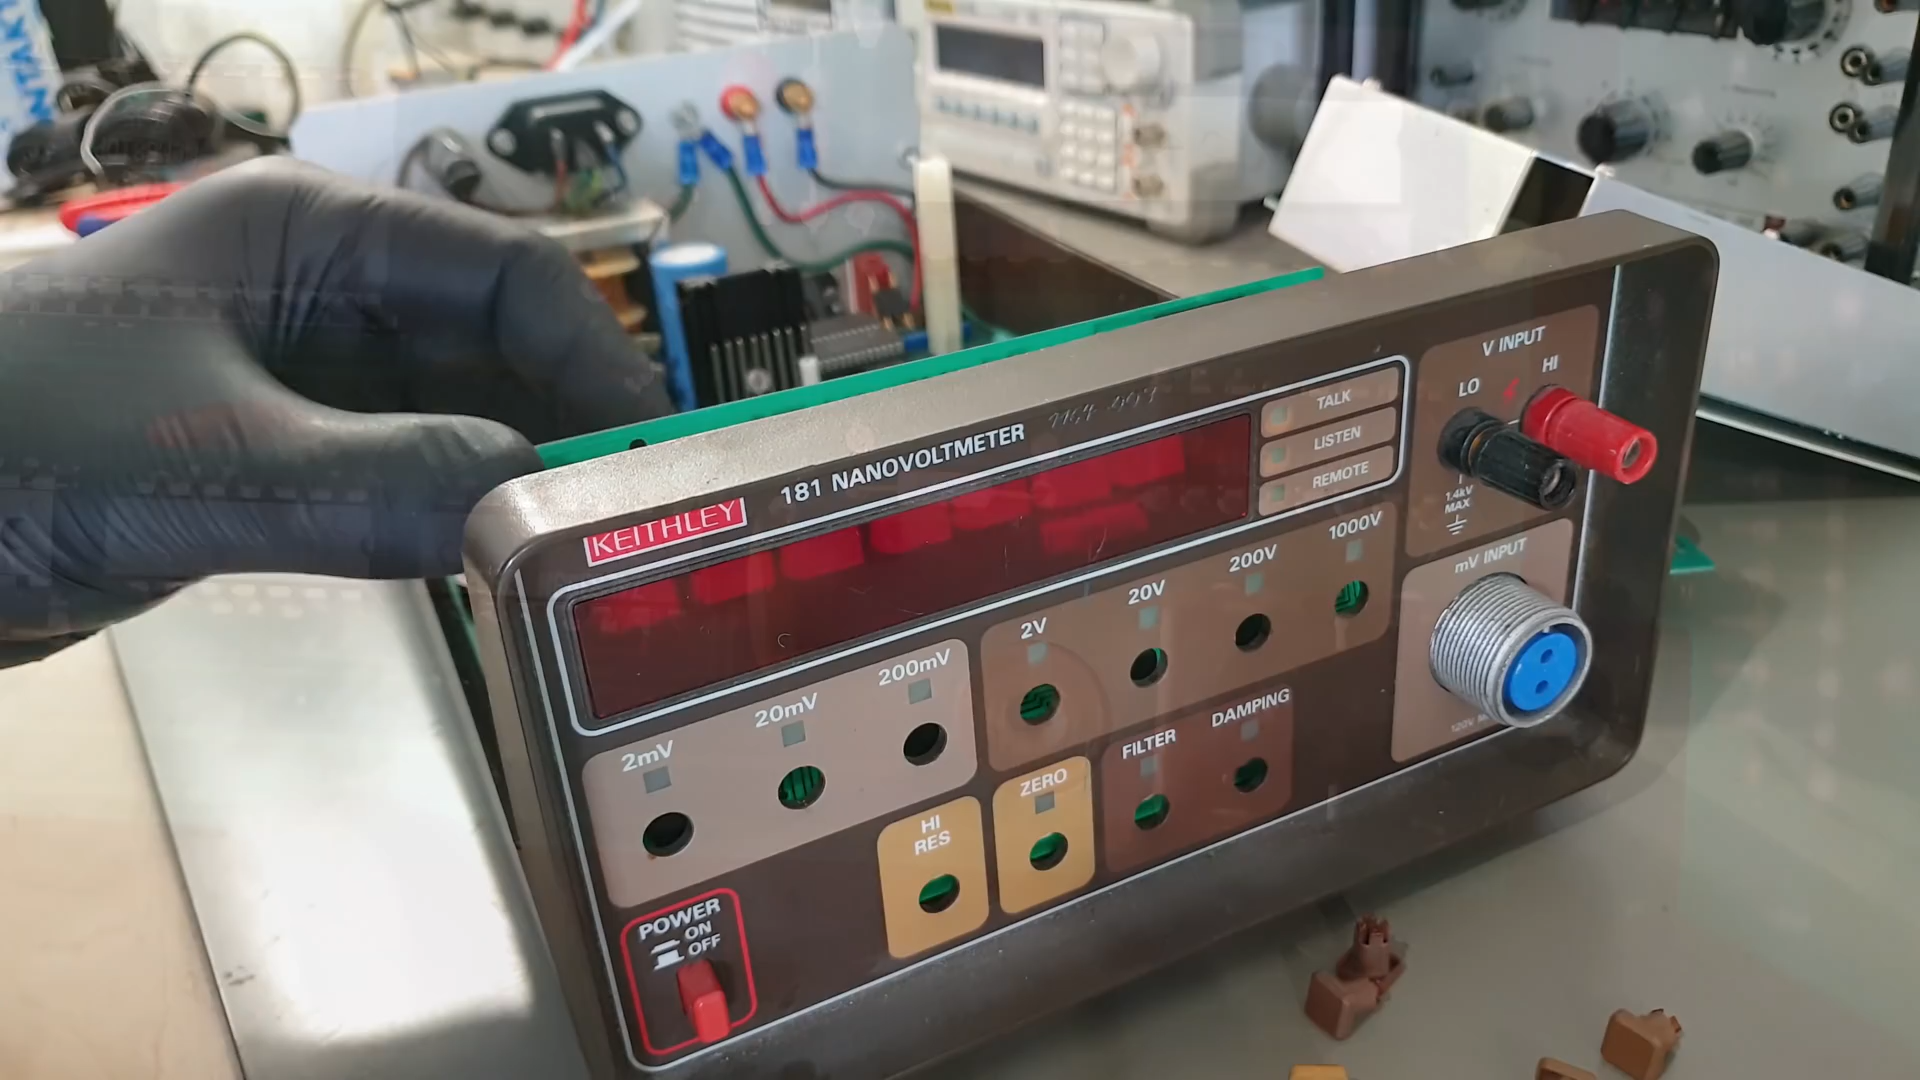 181 NANOVOLTMETER
KEITHLEY
TALK
LISTEN
REMOTE
V INPUT
LO
HI
1.4kV
MAX
mV INPUT
2mV
20mV
200mV
2V
20V
200V
1000V
HI
RES
ZERO
FILTER
DAMPING
POWER
ON
OFF